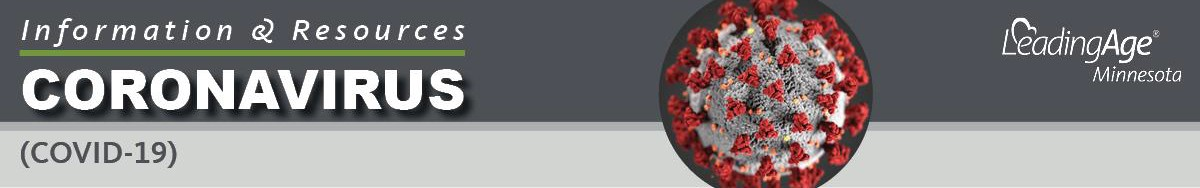 Information & Resources
CORONAVIRUS
(COVID-19)
LeadingAge®
Minnesota